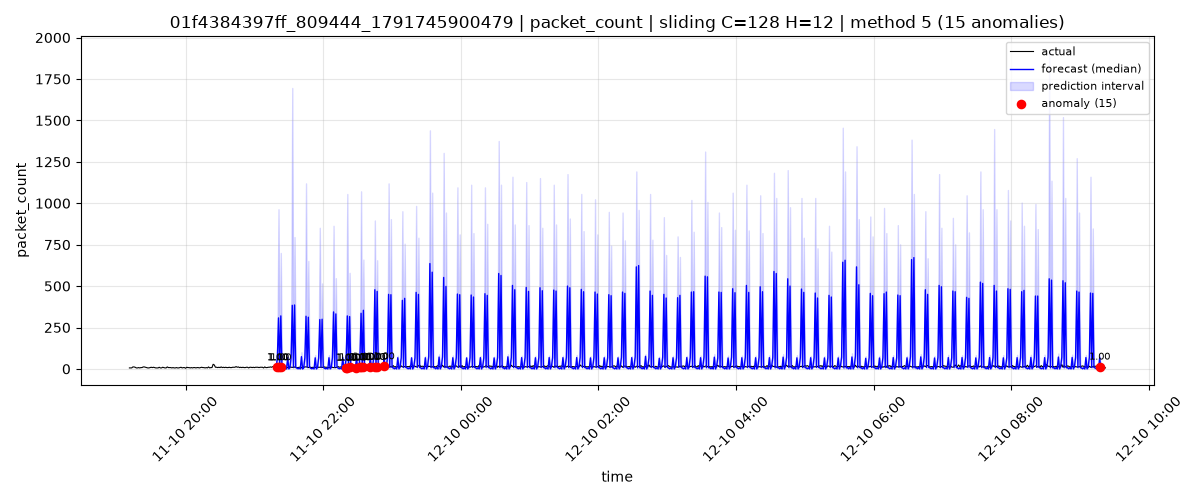 01f4384397ff_809444_1791745900479 | packet_count | sliding C=128 H=12 | method 5 (15 anomalies)
packet_count
2000
1750
1500
1250
1000
750
500
250
0
actual
forecast (median)
prediction interval
anomaly (15)
1.00
11-10 20:00
11-10 22:00
12-10 00:00
12-10 02:00
12-10 04:00
12-10 06:00
12-10 08:00
12-10 10:00
time